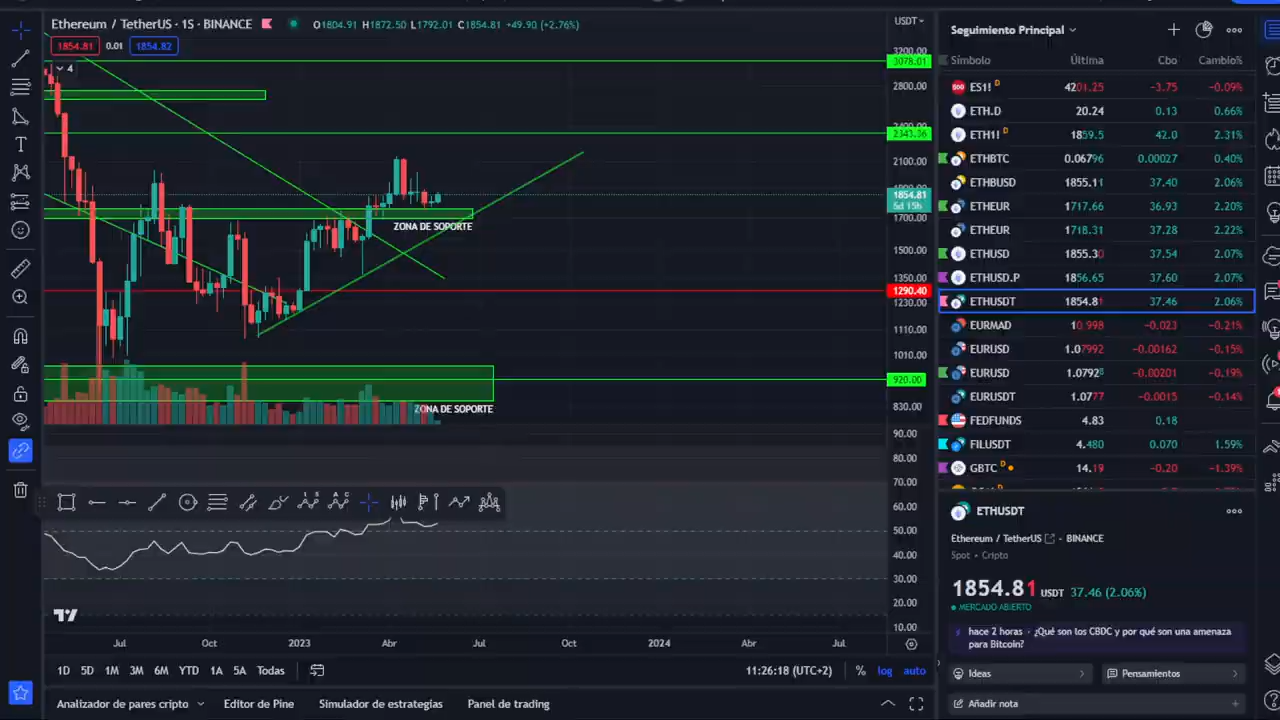 Ethereum / TetherUS · 1S · BINANCE
O1804.91 H1872.50 L1792.01 C1854.81 +49.90 (+2.76%)
1854.81 0.01 1854.82
4
USDT
3200.00
3078.01
2800.00
2400.00
2343.36
2100.00
1854.81
5d 15h
1700.00
1500.00
1350.00
1290.40
1230.00
1110.00
1010.00
920.00
830.00
90.00
80.00
70.00
60.00
50.00
40.00
30.00
20.00
10.00
ZONA DE SOPORTE
ZONA DE SOPORTE
Jul Oct 2023 Abr Jul Oct 2024 Abr Jul
1D 5D 1M 3M 6M YTD 1A 5A Todas
11:26:18 (UTC+2) % log auto
Analizador de pares cripto Editor de Pine Simulador de estrategias Panel de trading
Seguimiento Principal
Símbolo Última Cbo Cambio%
ES1! D 4201.25 −3.75 −0.09%
ETH.D 20.24 0.13 0.66%
ETH1! D 1859.5 42.0 2.31%
ETHBTC 0.06796 0.00027 0.40%
ETHBUSD 1855.11 37.40 2.06%
ETHEUR 1717.66 36.93 2.20%
ETHEUR 1718.31 37.28 2.22%
ETHUSD 1855.30 37.54 2.07%
ETHUSD.P 1856.65 37.60 2.07%
ETHUSDT 1854.81 37.46 2.06%
EURMAD 10.998 −0.023 −0.21%
EURUSD 1.07992 −0.00162 −0.15%
EURUSD 1.0792⁸ −0.00201 −0.19%
EURUSDT 1.0777 −0.0015 −0.14%
FEDFUNDS 4.83 0.18
FILUSDT 4.480 0.070 1.59%
GBTC D 14.19 −0.20 −1.39%
ETHUSDT
Ethereum / TetherUS · BINANCE
Spot · Cripto
1854.81 USDT 37.46 (2.06%)
MERCADO ABIERTO
hace 2 horas · ¿Qué son los CBDC y por qué son una amenaza
para Bitcoin?
Ideas Pensamientos
Añadir nota